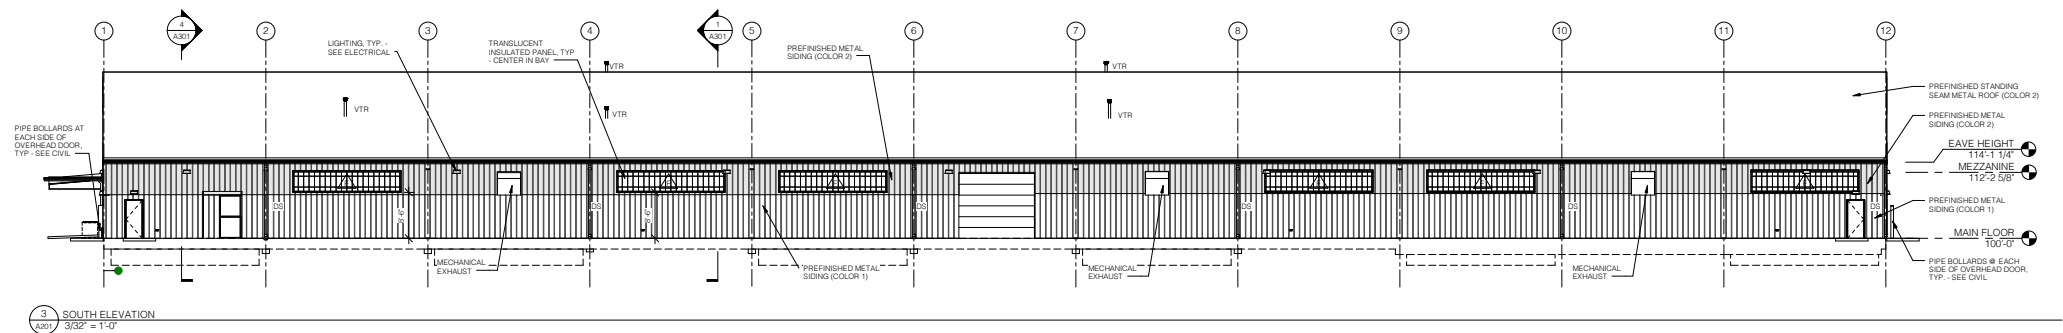 1
4
A301
2
3
4
1
A301
5
6
7
8
9
10
11
12
LIGHTING, TYP. -
SEE ELECTRICAL
TRANSLUCENT
INSULATED PANEL, TYP
- CENTER IN BAY
PREFINISHED METAL
SIDING (COLOR 2)
VTR
VTR
VTR
VTR
VTR
PREFINISHED STANDING
SEAM METAL ROOF (COLOR 2)
PREFINISHED METAL
SIDING (COLOR 2)
PIPE BOLLARDS AT
EACH SIDE OF
OVERHEAD DOOR,
TYP - SEE CIVIL
EAVE HEIGHT
114'-1 1/4"
MEZZANINE
112'-2 5/8"
DS
DS
DS
DS
DS
DS
8'-6"
8'-6"
PREFINISHED METAL
SIDING (COLOR 1)
MAIN FLOOR
100'-0"
MECHANICAL
EXHAUST
PREFINISHED METAL
SIDING (COLOR 1)
MECHANICAL
EXHAUST
MECHANICAL
EXHAUST
PIPE BOLLARDS @ EACH
SIDE OF OVERHEAD DOOR,
TYP. - SEE CIVIL
3
A201
SOUTH ELEVATION
3/32" = 1'-0"